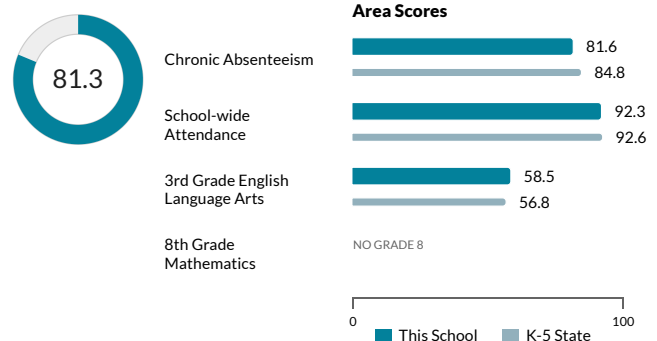 81.3
Area Scores
Chronic Absenteeism
81.6
84.8
School-wide
Attendance
92.3
92.6
3rd Grade English
Language Arts
58.5
56.8
8th Grade
Mathematics
NO GRADE 8
0 100
This School K-5 State